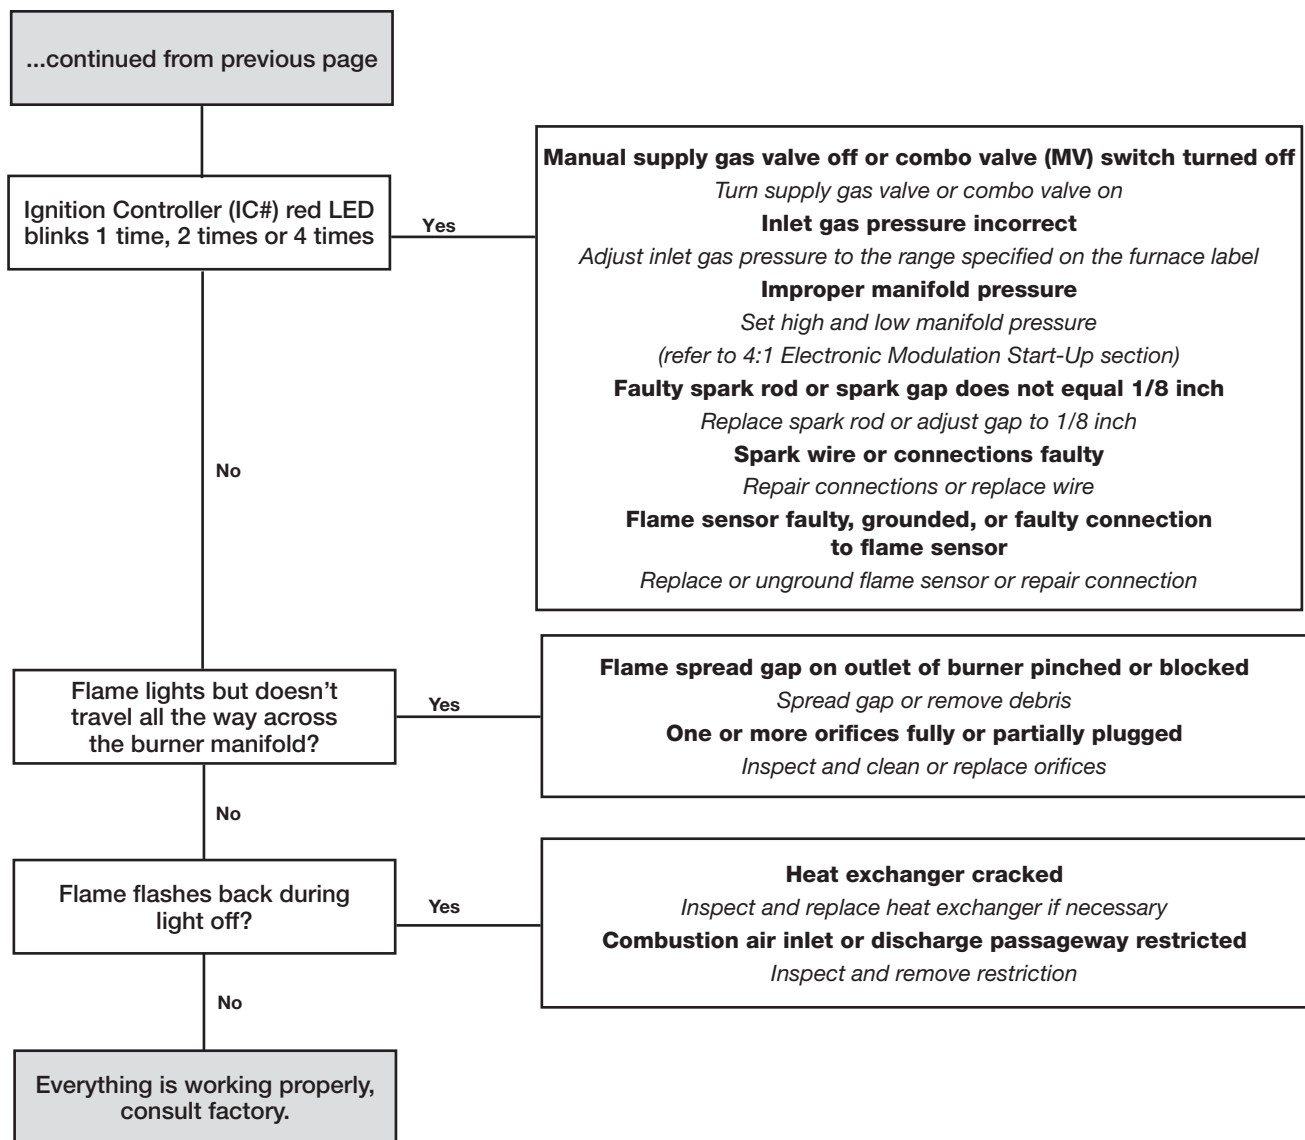 ...continued from previous page
Ignition Controller (IC#) red LED
blinks 1 time, 2 times or 4 times
Yes
Manual supply gas valve off or combo valve (MV) switch turned off
Turn supply gas valve or combo valve on
Inlet gas pressure incorrect
Adjust inlet gas pressure to the range specified on the furnace label
Improper manifold pressure
Set high and low manifold pressure
(refer to 4:1 Electronic Modulation Start-Up section)
Faulty spark rod or spark gap does not equal 1/8 inch
Replace spark rod or adjust gap to 1/8 inch
Spark wire or connections faulty
Repair connections or replace wire
Flame sensor faulty, grounded, or faulty connection
to flame sensor
Replace or unground flame sensor or repair connection
No
Flame lights but doesn’t
travel all the way across
the burner manifold?
Yes
Flame spread gap on outlet of burner pinched or blocked
Spread gap or remove debris
One or more orifices fully or partially plugged
Inspect and clean or replace orifices
No
Flame flashes back during
light off?
Yes
Heat exchanger cracked
Inspect and replace heat exchanger if necessary
Combustion air inlet or discharge passageway restricted
Inspect and remove restriction
No
Everything is working properly,
consult factory.